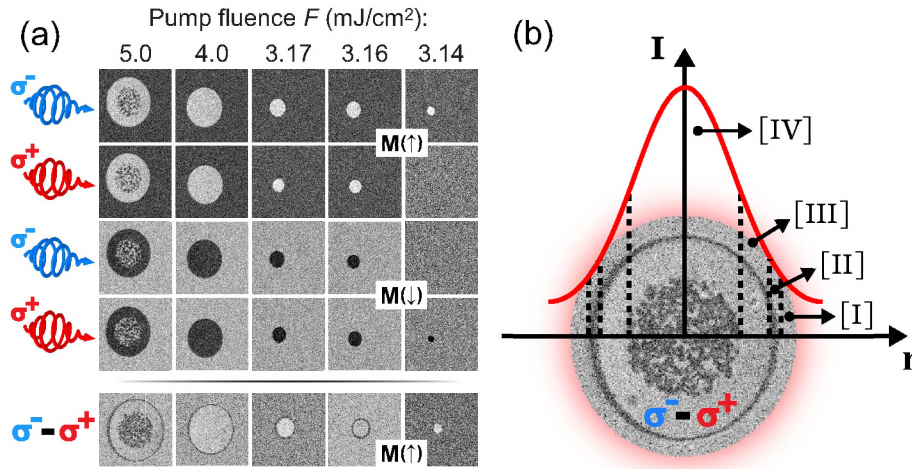 (a)
Pump fluence F (mJ/cm²):
5.0 4.0 3.17 3.16 3.14
σ⁻
M(↑)
σ⁺
σ⁻
M(↓)
σ⁺
σ⁻ - σ⁺
M(↑)
(b)
I
[IV]
[III]
[II]
[I]
r
σ⁻ - σ⁺